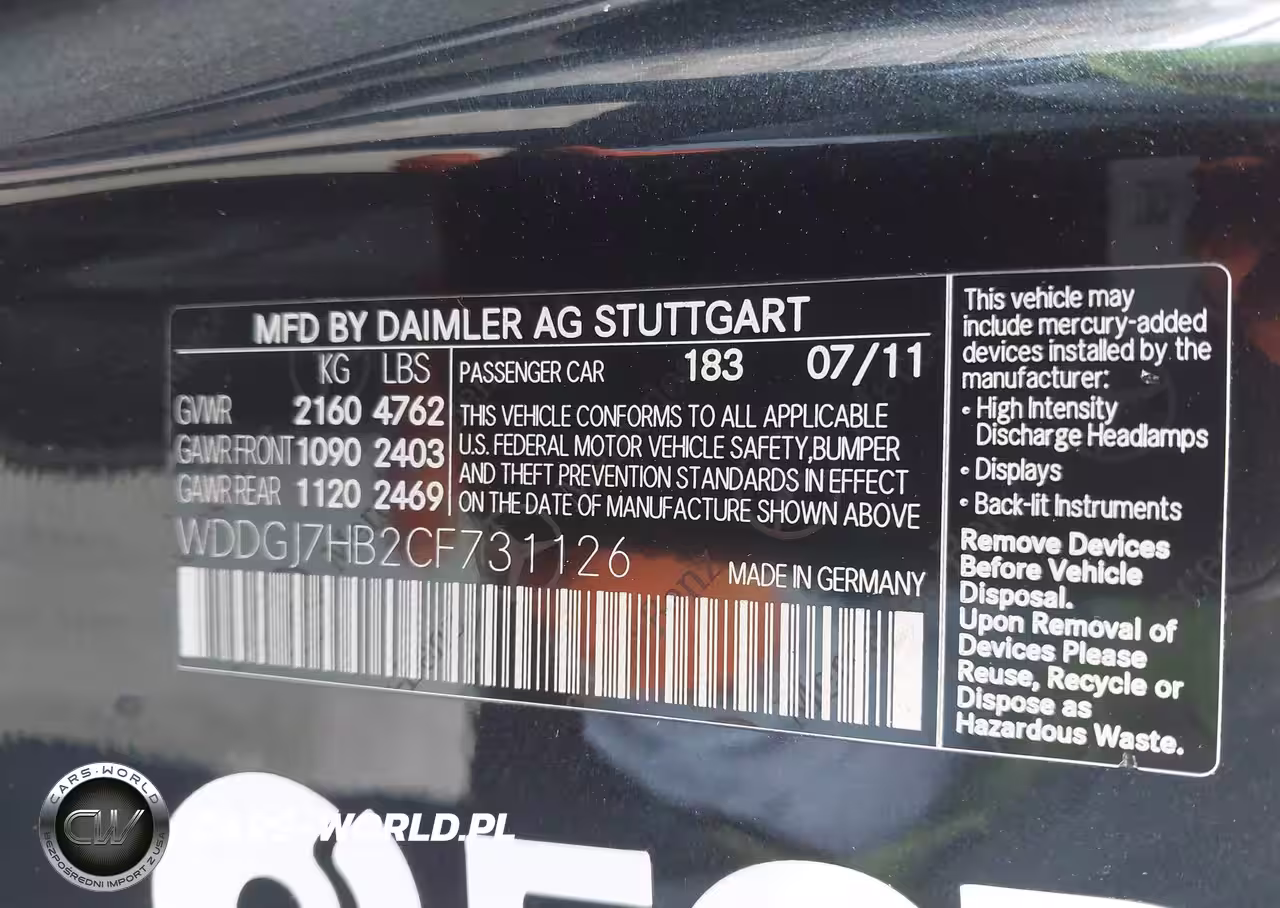 MFD BY DAIMLER AG STUTTGART
KG LBS
GVWR 2160 4762
GAWR FRONT 1090 2403
GAWR REAR 1120 2469
PASSENGER CAR 183 07/11
THIS VEHICLE CONFORMS TO ALL APPLICABLE
U.S. FEDERAL MOTOR VEHICLE SAFETY,BUMPER
AND THEFT PREVENTION STANDARDS IN EFFECT
ON THE DATE OF MANUFACTURE SHOWN ABOVE
WDDGJ7HB2CF731126
MADE IN GERMANY
This vehicle may
include mercury-added
devices installed by the
manufacturer:
• High Intensity
Discharge Headlamps
• Displays
• Back-lit Instruments
Remove Devices
Before Vehicle
Disposal.
Upon Removal of
Devices Please
Reuse, Recycle or
Dispose as
Hazardous Waste.
CARS-WORLD
CW
BEZPOŚREDNI IMPORT Z USA
CARS-WORLD.PL